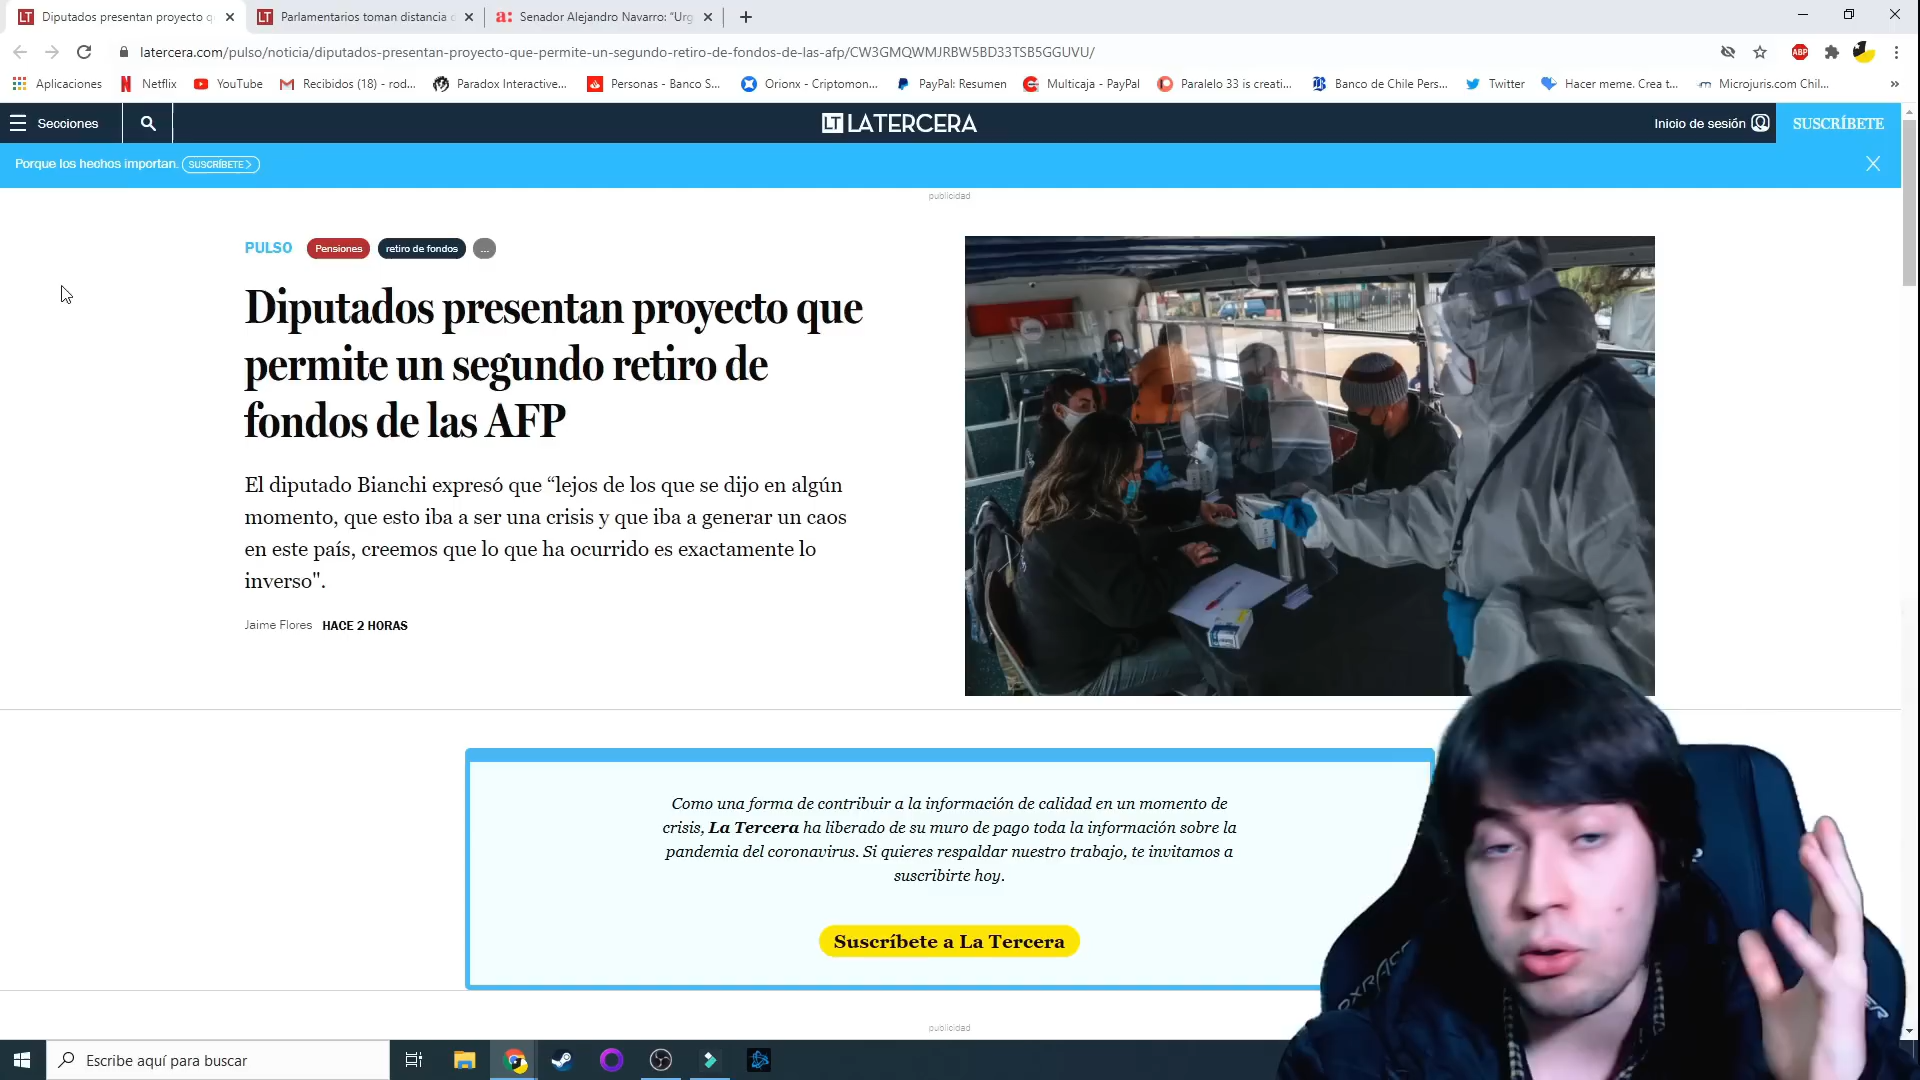 Diputados presentan proyecto q
Parlamentarios toman distancia
Senador Alejandro Navarro: “Urg
latercera.com/pulso/noticia/diputados-presentan-proyecto-que-permite-un-segundo-retiro-de-fondos-de-las-afp/CW3GMQWMJRBW5BD33TSB5GGUVU/
ABP
Aplicaciones
Netflix
YouTube
Recibidos (18) - rod...
Paradox Interactive...
Personas - Banco S...
Orionx - Criptomon...
PayPal: Resumen
Multicaja - PayPal
Paralelo 33 is creati...
Banco de Chile Pers...
Twitter
Hacer meme. Crea t...
Microjuris.com Chil...
»
Secciones
LT LATERCERA
Inicio de sesión
SUSCRÍBETE
Porque los hechos importan. SUSCRÍBETE >
publicidad
PULSO Pensiones retiro de fondos ...
Diputados presentan proyecto que
permite un segundo retiro de
fondos de las AFP
El diputado Bianchi expresó que “lejos de los que se dijo en algún
momento, que esto iba a ser una crisis y que iba a generar un caos
en este país, creemos que lo que ha ocurrido es exactamente lo
inverso".
Jaime Flores HACE 2 HORAS
Como una forma de contribuir a la información de calidad en un momento de
crisis, La Tercera ha liberado de su muro de pago toda la información sobre la
pandemia del coronavirus. Si quieres respaldar nuestro trabajo, te invitamos a
suscribirte hoy.
Suscríbete a La Tercera
publicidad
Escribe aquí para buscar